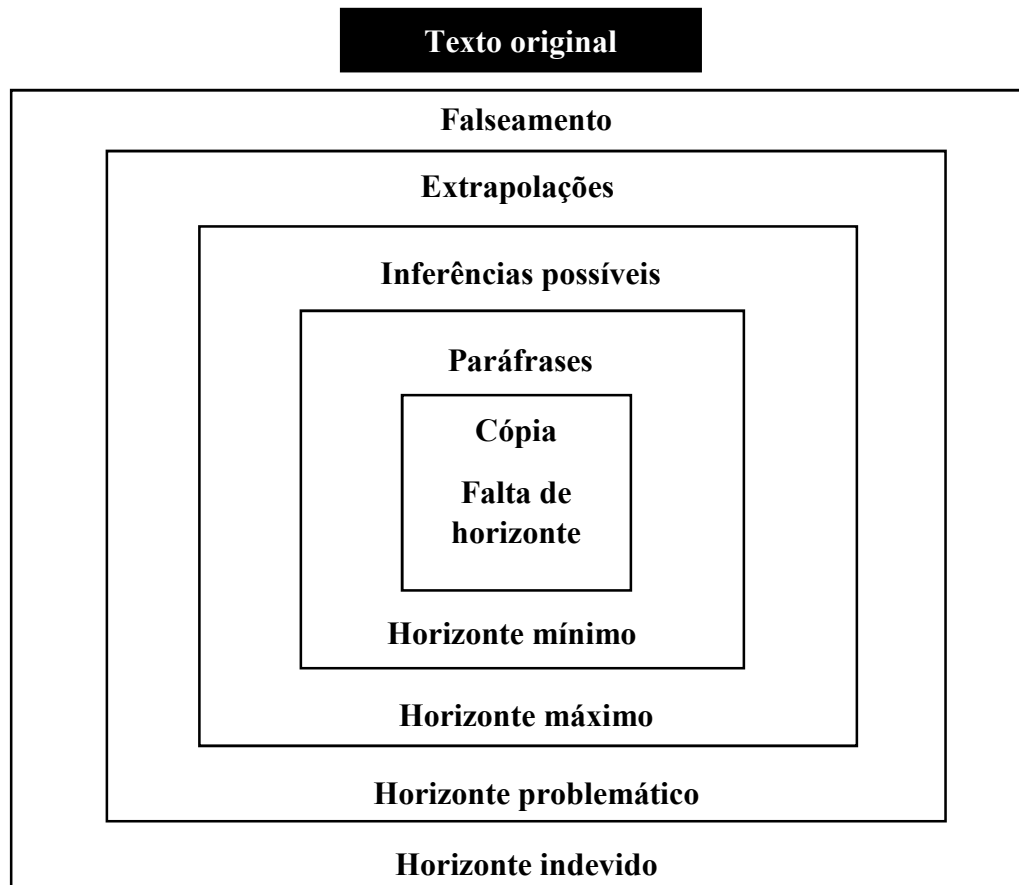 Texto original
Falseamento
Extrapolações
Inferências possíveis
Paráfrases
Cópia
Falta de
horizonte
Horizonte mínimo
Horizonte máximo
Horizonte problemático
Horizonte indevido